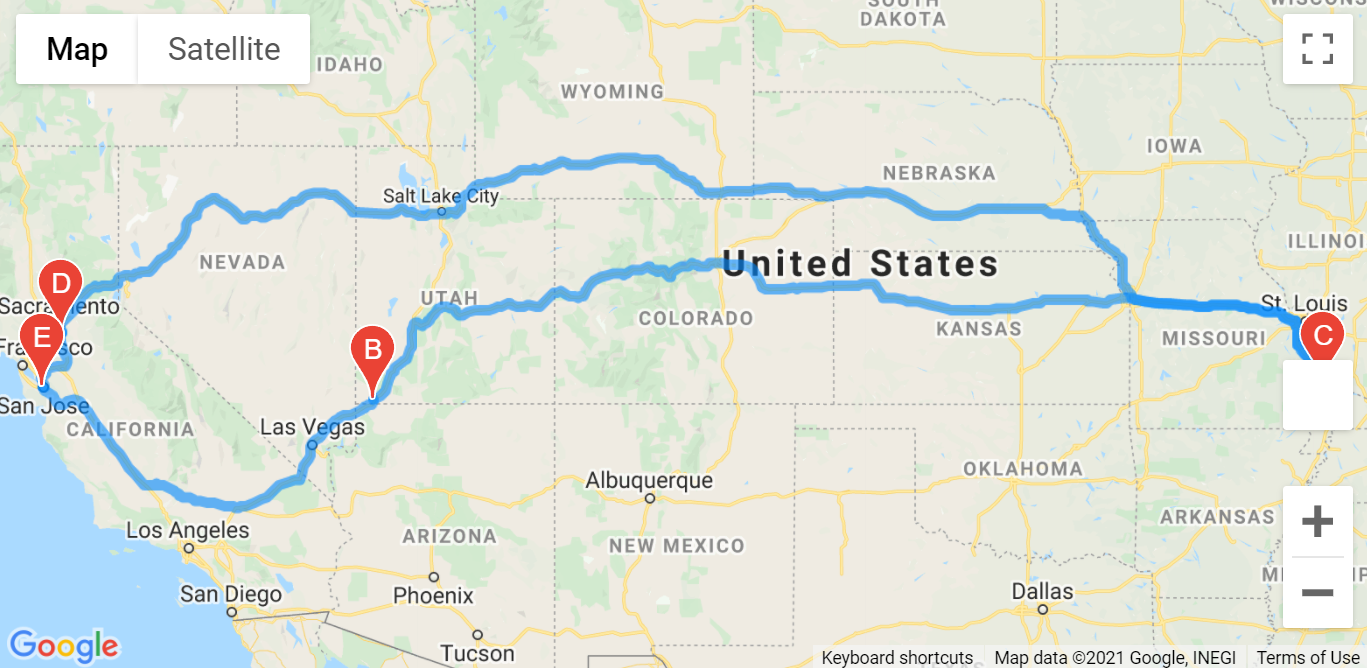 SOUTH
DAKOTA
Map
Satellite
IDAHO
WYOMING
IOWA
NEBRASKA
Salt Lake City
ILLINOI
NEVADA
United States
D
UTAH
Sacramento
St. Louis
COLORADO
KANSAS
MISSOURI
E
B
C
San Jose
CALIFORNIA
Las Vegas
OKLAHOMA
Albuquerque
ARKANSAS
Los Angeles
ARIZONA
NEW MEXICO
San Diego
Phoenix
Dallas
Tucson
Google
Keyboard shortcuts
Map data ©2021 Google, INEGI
Terms of Use